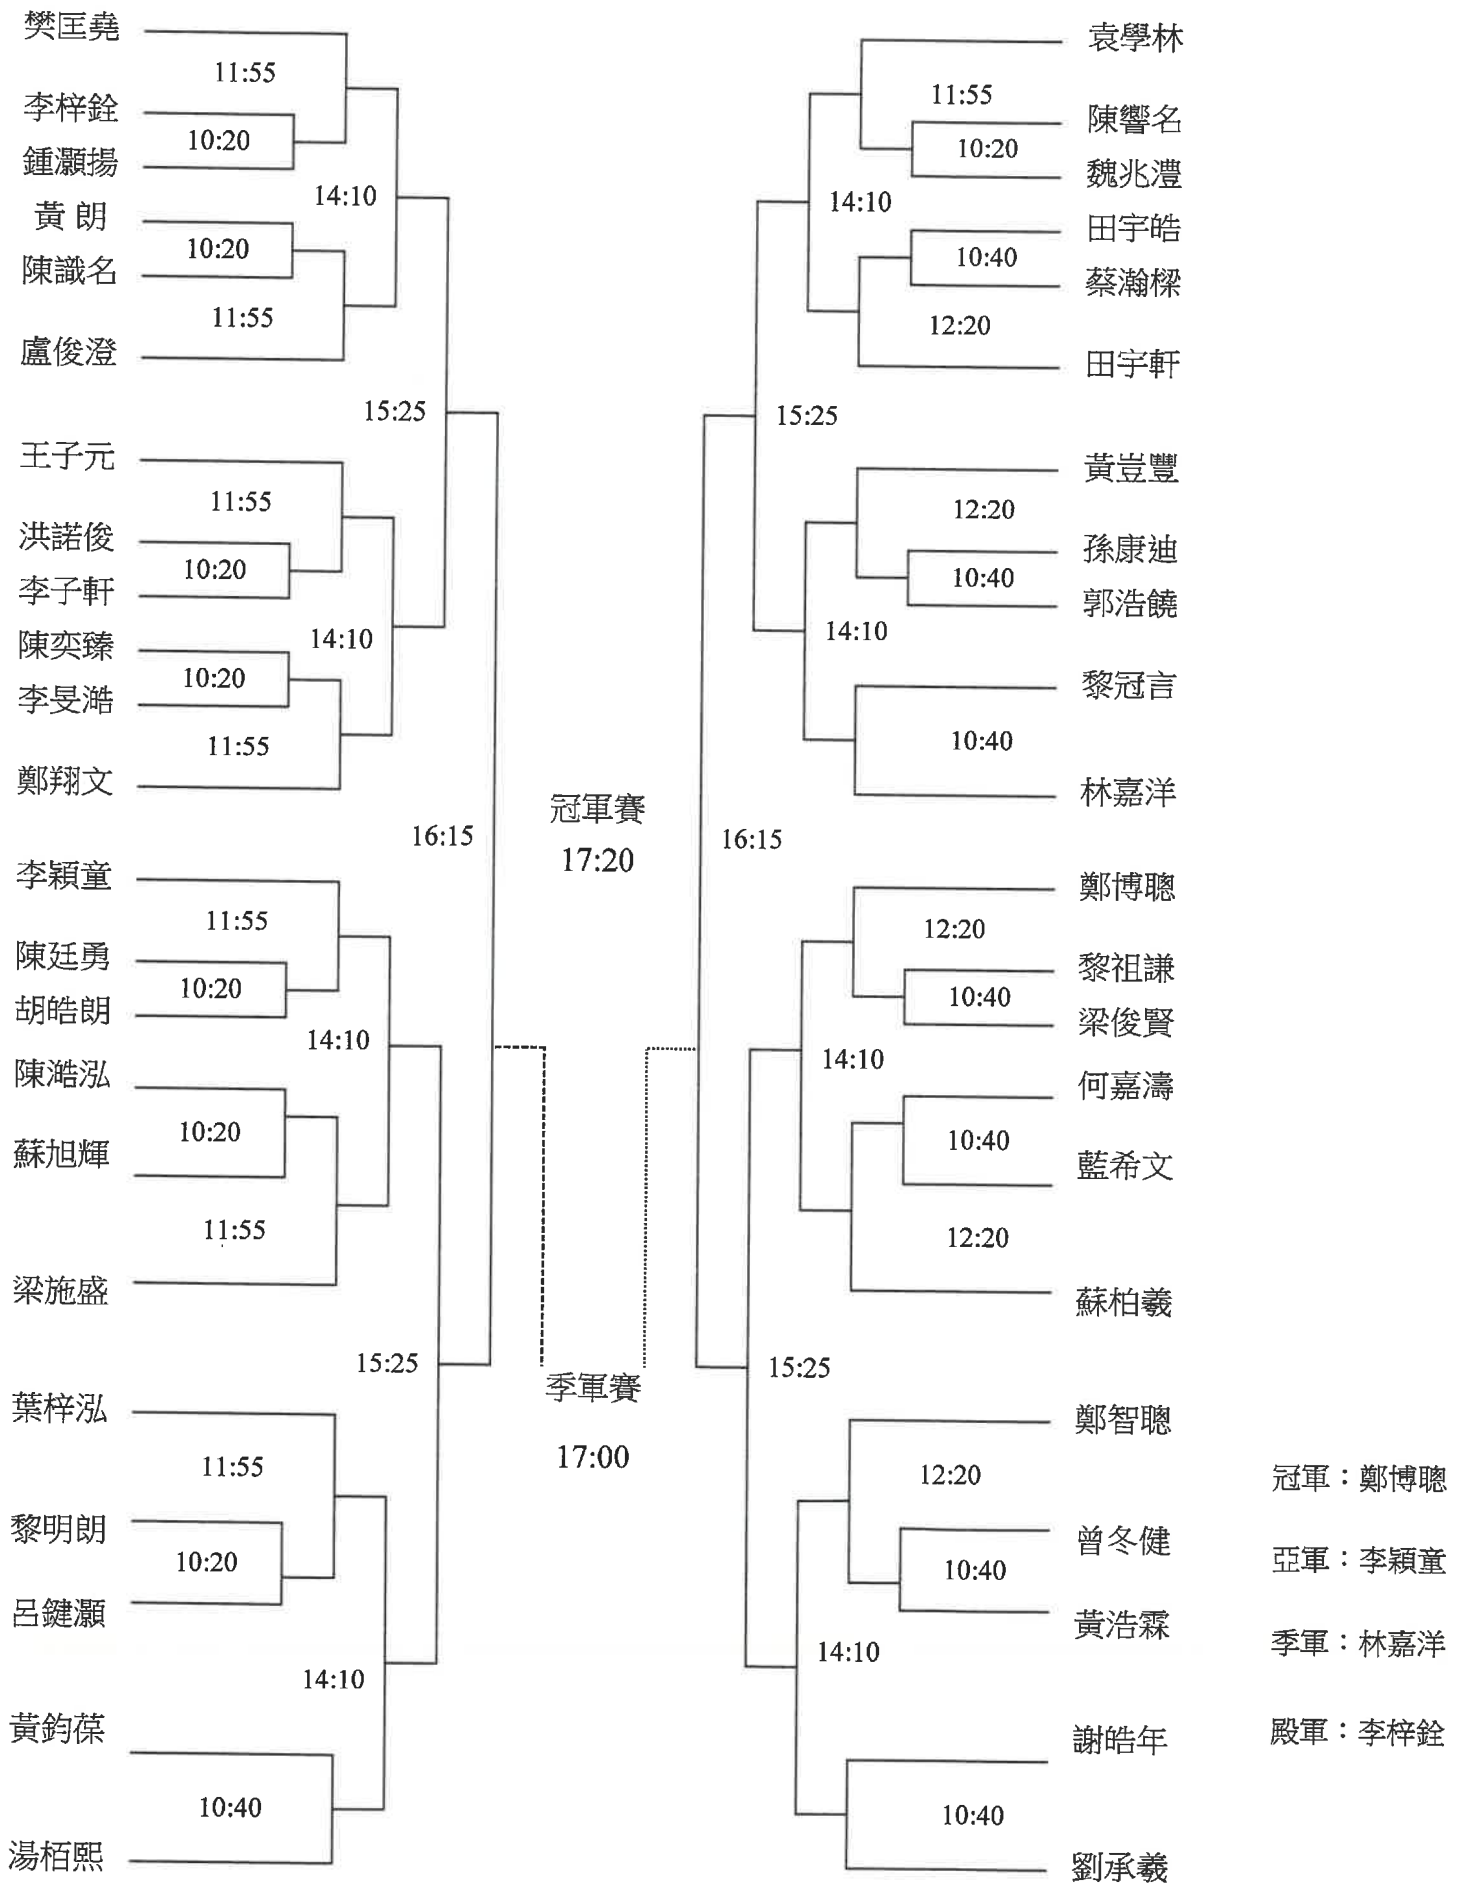 樊匡堯
11:55
李梓銓
10:20
鍾灝揚
14:10
黃 朗
10:20
陳識名
11:55
盧俊澄
15:25
王子元
11:55
洪諾俊
10:20
李子軒
14:10
陳奕臻
10:20
李旻澔
11:55
鄭翔文
16:15
李穎童
11:55
陳廷勇
10:20
胡皓朗
14:10
陳澔泓
10:20
蘇旭輝
11:55
梁施盛
15:25
葉梓泓
11:55
黎明朗
10:20
呂鍵灝
14:10
黃鈞葆
10:40
湯栢熙
冠軍賽
17:20
季軍賽
17:00
袁學林
11:55
陳響名
10:20
魏兆澧
14:10
田宇皓
10:40
蔡瀚樑
12:20
田宇軒
15:25
黃豈豐
12:20
孫康迪
10:40
郭浩饒
14:10
黎冠言
10:40
林嘉洋
16:15
鄭博聰
12:20
黎祖謙
10:40
梁俊賢
14:10
何嘉濤
10:40
藍希文
12:20
蘇柏羲
15:25
鄭智聰
12:20
曾冬健
10:40
黃浩霖
14:10
謝皓年
10:40
劉承羲
冠軍：鄭博聰
亞軍：李穎童
季軍：林嘉洋
殿軍：李梓銓